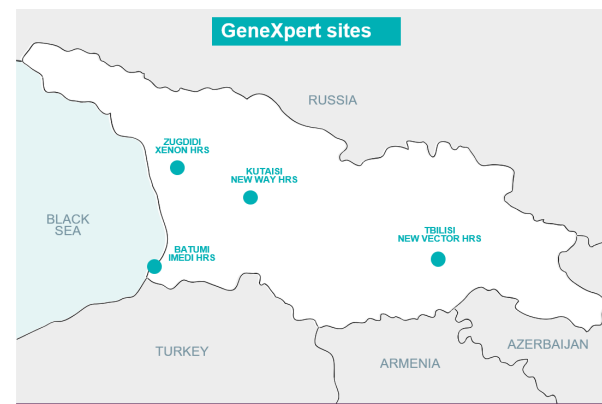 GeneXpert sites
RUSSIA
ZUGDIDI
XENON HRS
KUTAISI
NEW WAY HRS
BLACK
SEA
TBILISI
NEW VECTOR HRS
BATUMI
IMEDI HRS
TURKEY
ARMENIA
AZERBAIJAN